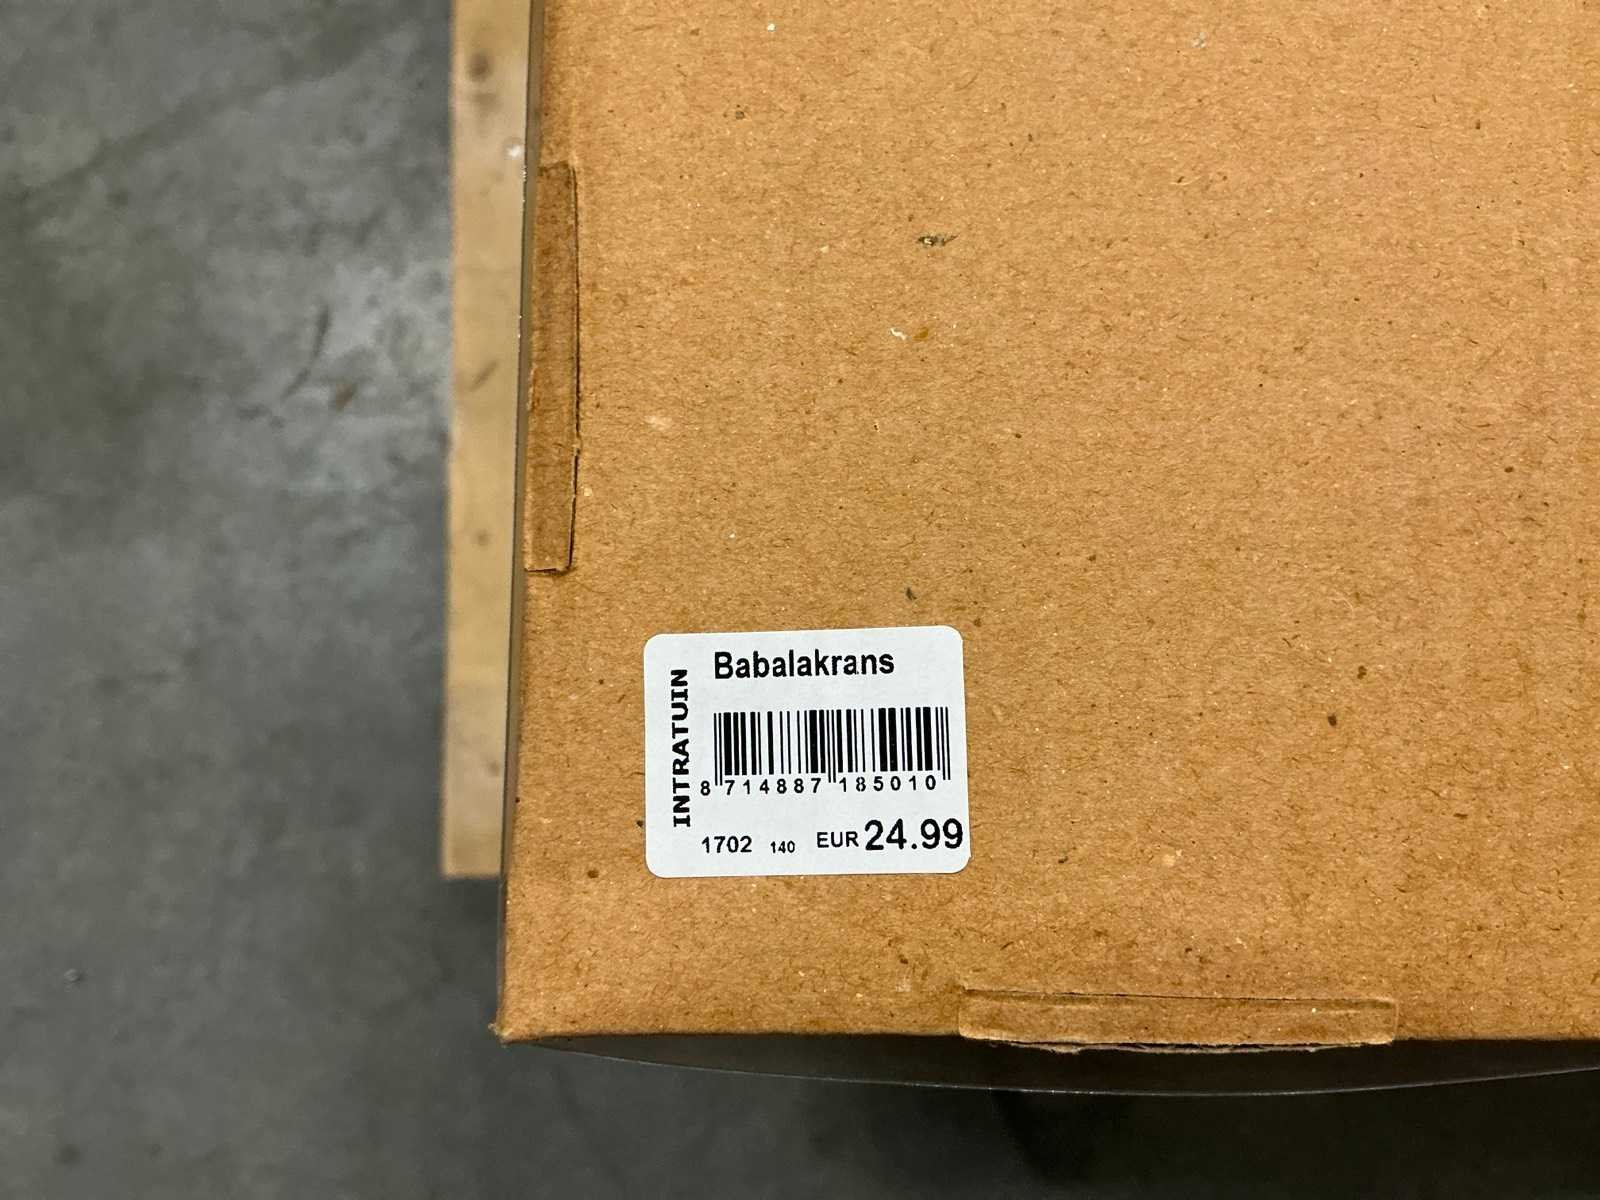 Babalakrans
INTRATUIN
8 714887 185010
1702 140 EUR 24.99